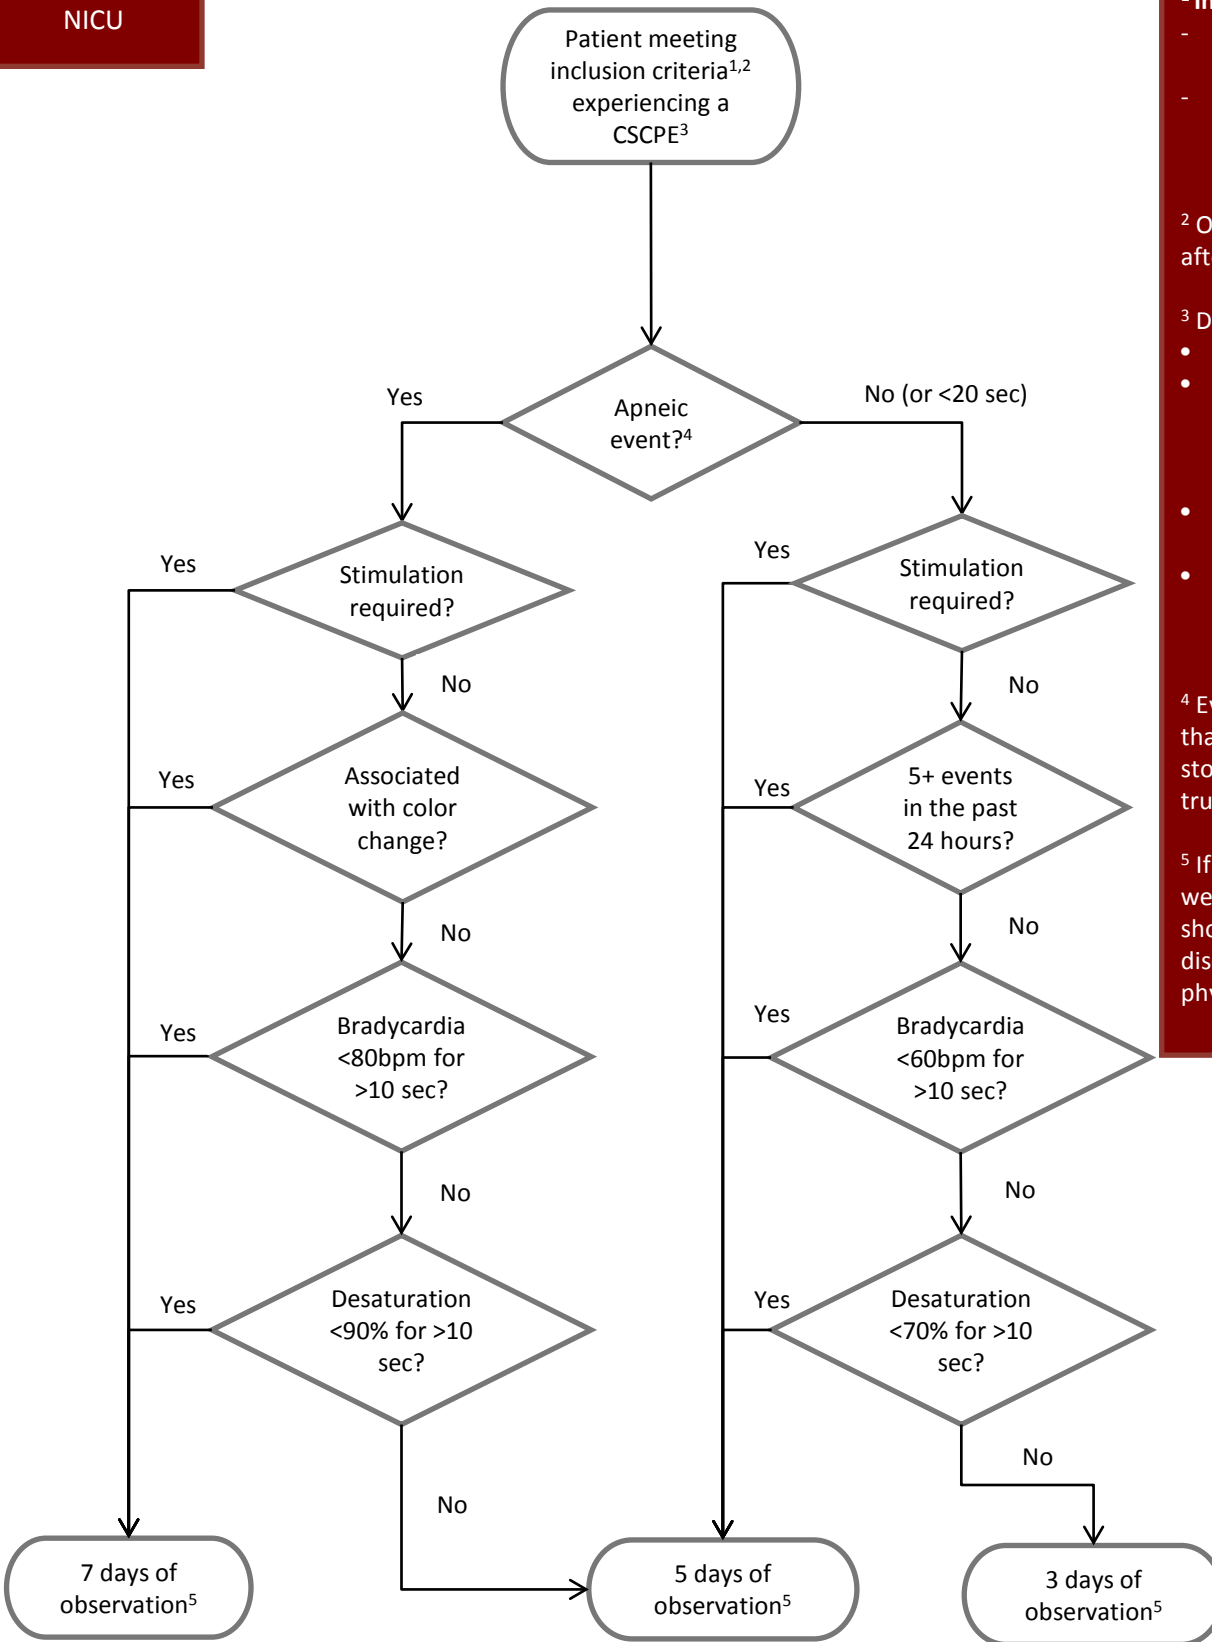 NICU
Patient meeting
inclusion criteria1,2
experiencing a
CSCPE3
Apneic
event?4
Yes
No (or <20 sec)
Stimulation
required?
Yes
No
Associated
with color
change?
Yes
No
Bradycardia
<80bpm for
>10 sec?
Yes
No
Desaturation
<90% for >10
sec?
Yes
No
Stimulation
required?
Yes
No
5+ events
in the past
24 hours?
Yes
No
Bradycardia
<60bpm for
>10 sec?
Yes
No
Desaturation
<70% for >10
sec?
Yes
No
7 days of
observation5
5 days of
observation5
3 days of
observation5
-
-
2 O
aft
3 D
•
•
•
•
4 Ev
tha
sto
tru
5 If
we
sho
dis
phy